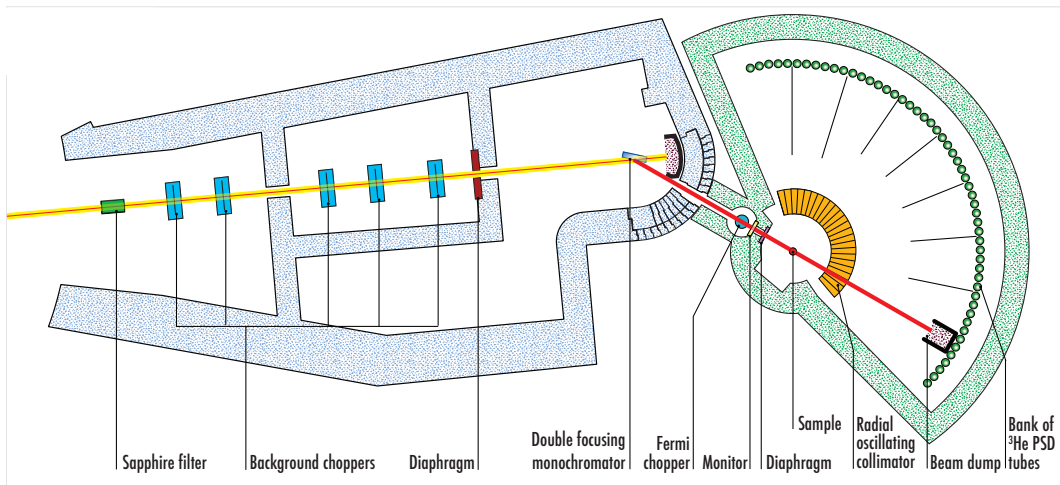 Sapphire filter
Background choppers
Diaphragm
Double focusing
monochromator
Fermi
chopper
Monitor
Diaphragm
Sample
Radial
oscillating
collimator
Beam dump
Bank of
³He PSD
tubes